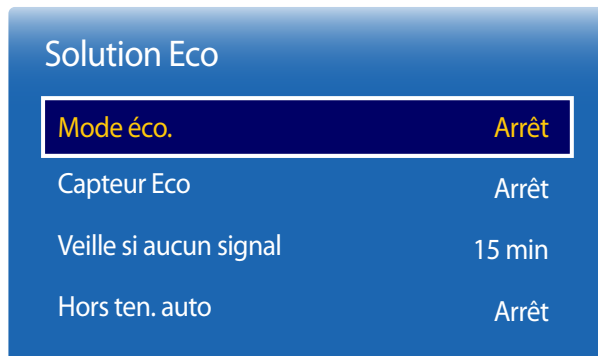 Solution Eco
Mode éco. Arrêt
Capteur Eco Arrêt
Veille si aucun signal 15 min
Hors ten. auto Arrêt